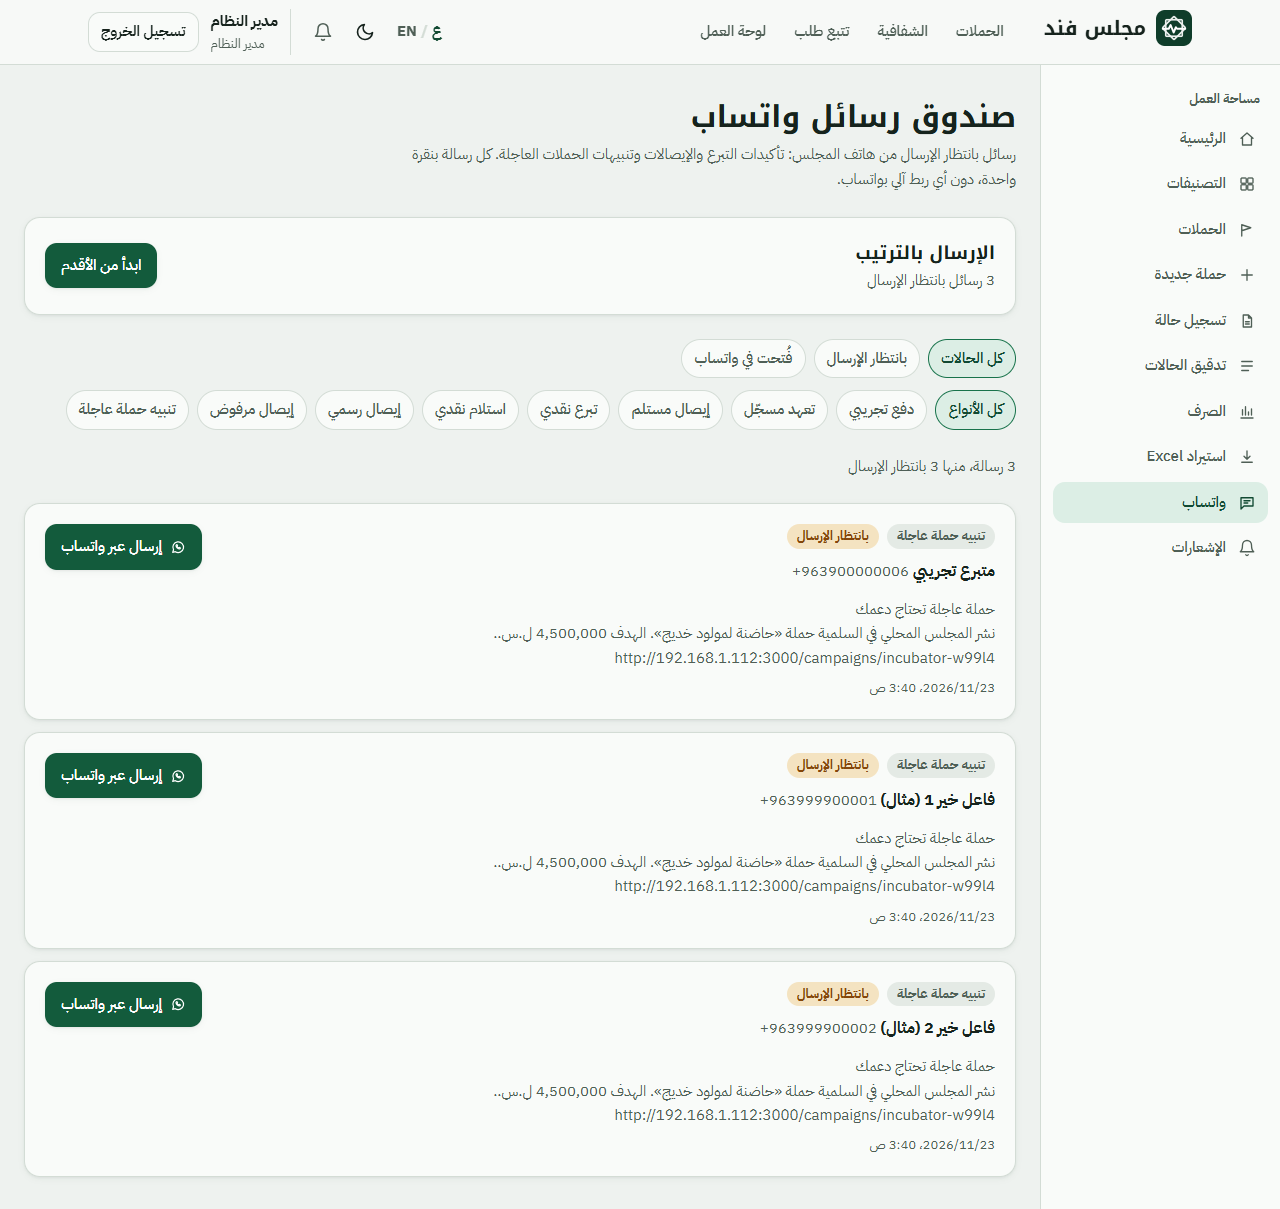 مجلس فند
الحملات
الشفافية
تتبع طلب
لوحة العمل
ع / EN
مدير النظام
مدير النظام
تسجيل الخروج
مساحة العمل
الرئيسية
التصنيفات
الحملات
حملة جديدة
تسجيل حالة
تدقيق الحالات
الصرف
استيراد Excel
واتساب
الإشعارات
صندوق رسائل واتساب
رسائل بانتظار الإرسال من هاتف المجلس: تأكيدات التبرع والإيصالات وتنبيهات الحملات العاجلة. كل رسالة بنقرة
واحدة، دون أي ربط آلي بواتساب.
الإرسال بالترتيب
3 رسائل بانتظار الإرسال
ابدأ من الأقدم
كل الحالات
بانتظار الإرسال
فُتحت في واتساب
كل الأنواع
دفع تجريبي
تعهد مسجّل
إيصال مستلم
تبرع نقدي
استلام نقدي
إيصال رسمي
إيصال مرفوض
تنبيه حملة عاجلة
3 رسالة، منها 3 بانتظار الإرسال
تنبيه حملة عاجلة
بانتظار الإرسال
متبرع تجريبي +963900000006
حملة عاجلة تحتاج دعمك
نشر المجلس المحلي في السلمية حملة «حاضنة لمولود خديج». الهدف 4,500,000 ل.س..
http://192.168.1.112:3000/campaigns/incubator-w99l4
2026/11/23، 3:40 ص
إرسال عبر واتساب
تنبيه حملة عاجلة
بانتظار الإرسال
فاعل خير 1 (مثال) +963999900001
حملة عاجلة تحتاج دعمك
نشر المجلس المحلي في السلمية حملة «حاضنة لمولود خديج». الهدف 4,500,000 ل.س..
http://192.168.1.112:3000/campaigns/incubator-w99l4
2026/11/23، 3:40 ص
إرسال عبر واتساب
تنبيه حملة عاجلة
بانتظار الإرسال
فاعل خير 2 (مثال) +963999900002
حملة عاجلة تحتاج دعمك
نشر المجلس المحلي في السلمية حملة «حاضنة لمولود خديج». الهدف 4,500,000 ل.س..
http://192.168.1.112:3000/campaigns/incubator-w99l4
2026/11/23، 3:40 ص
إرسال عبر واتساب